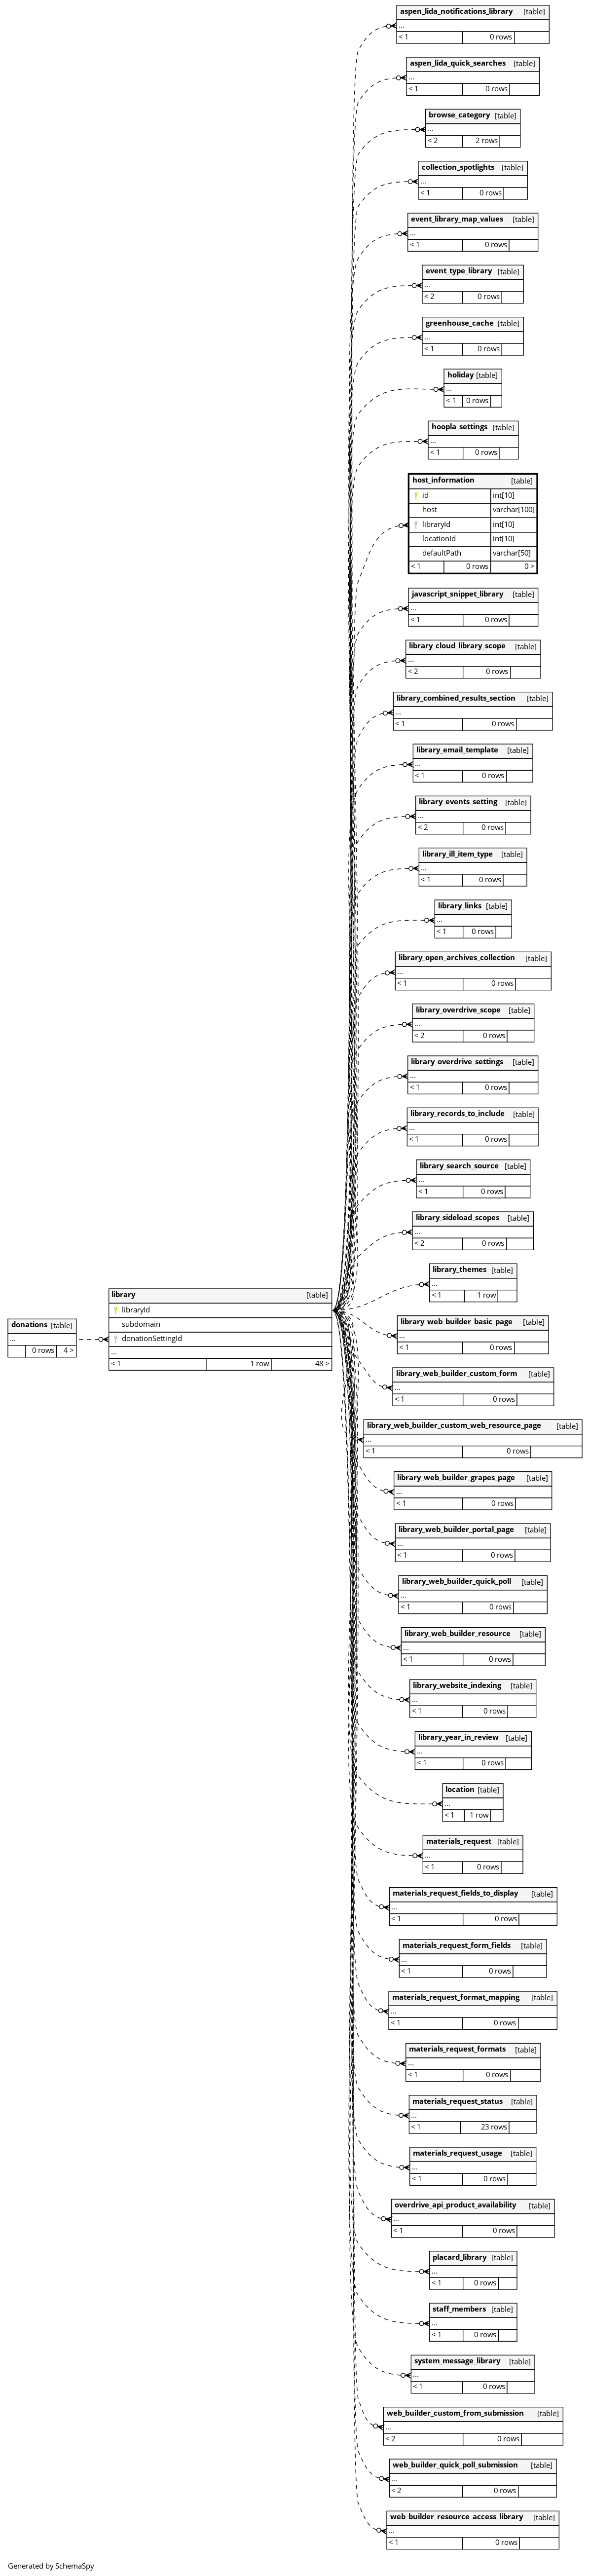 aspen_lida_notifications_library [table]
...
< 1 0 rows
aspen_lida_quick_searches [table]
...
< 1 0 rows
browse_category [table]
...
< 2 2 rows
collection_spotlights [table]
...
< 1 0 rows
event_library_map_values [table]
...
< 1 0 rows
event_type_library [table]
...
< 2 0 rows
greenhouse_cache [table]
...
< 1 0 rows
holiday [table]
...
< 1 0 rows
hoopla_settings [table]
...
< 1 0 rows
host_information [table]
id int[10]
host varchar[100]
libraryId int[10]
locationId int[10]
defaultPath varchar[50]
< 1 0 rows 0 >
javascript_snippet_library [table]
...
< 1 0 rows
library_cloud_library_scope [table]
...
< 2 0 rows
library_combined_results_section [table]
...
< 1 0 rows
library_email_template [table]
...
< 1 0 rows
library_events_setting [table]
...
< 2 0 rows
library_ill_item_type [table]
...
< 1 0 rows
library_links [table]
...
< 1 0 rows
library_open_archives_collection [table]
...
< 1 0 rows
library_overdrive_scope [table]
...
< 2 0 rows
library_overdrive_settings [table]
...
< 1 0 rows
library_records_to_include [table]
...
< 1 0 rows
library_search_source [table]
...
< 1 0 rows
library_sideload_scopes [table]
...
< 2 0 rows
library_themes [table]
...
< 1 1 row
donations [table]
...
0 rows 4 >
library [table]
libraryId
subdomain
donationSettingId
...
< 1 1 row 48 >
library_web_builder_basic_page [table]
...
< 1 0 rows
library_web_builder_custom_form [table]
...
< 1 0 rows
library_web_builder_custom_web_resource_page [table]
...
< 1 0 rows
library_web_builder_grapes_page [table]
...
< 1 0 rows
library_web_builder_portal_page [table]
...
< 1 0 rows
library_web_builder_quick_poll [table]
...
< 1 0 rows
library_web_builder_resource [table]
...
< 1 0 rows
library_website_indexing [table]
...
< 1 0 rows
library_year_in_review [table]
...
< 1 0 rows
location [table]
...
< 1 1 row
materials_request [table]
...
< 1 0 rows
materials_request_fields_to_display [table]
...
< 1 0 rows
materials_request_form_fields [table]
...
< 1 0 rows
materials_request_format_mapping [table]
...
< 1 0 rows
materials_request_formats [table]
...
< 1 0 rows
materials_request_status [table]
...
< 1 23 rows
materials_request_usage [table]
...
< 1 0 rows
overdrive_api_product_availability [table]
...
< 1 0 rows
placard_library [table]
...
< 1 0 rows
staff_members [table]
...
< 1 0 rows
system_message_library [table]
...
< 1 0 rows
web_builder_custom_from_submission [table]
...
< 2 0 rows
web_builder_quick_poll_submission [table]
...
< 2 0 rows
web_builder_resource_access_library [table]
...
< 1 0 rows
Generated by SchemaSpy